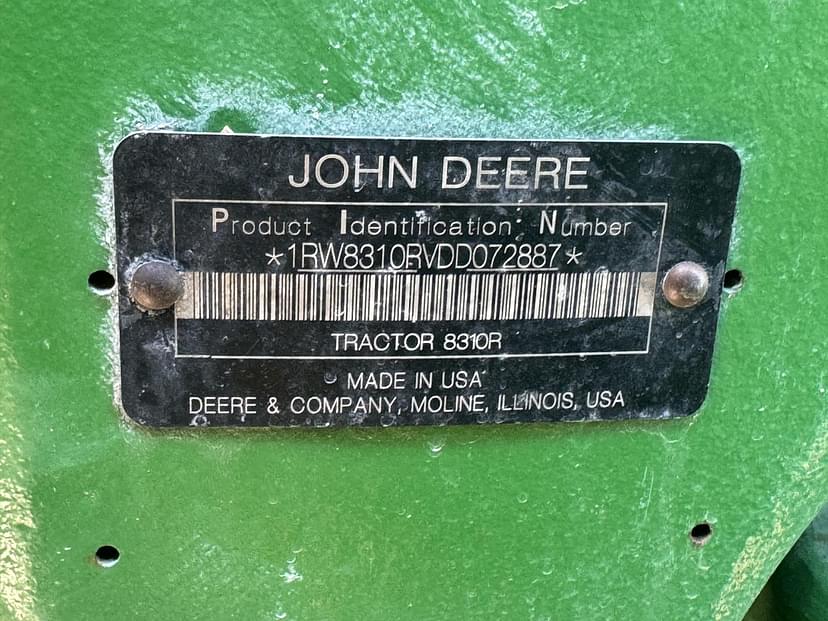 JOHN DEERE
Product Identification Number
*1RW8310RVDD072887*
TRACTOR 8310R
MADE IN USA
DEERE & COMPANY, MOLINE, ILLINOIS, USA